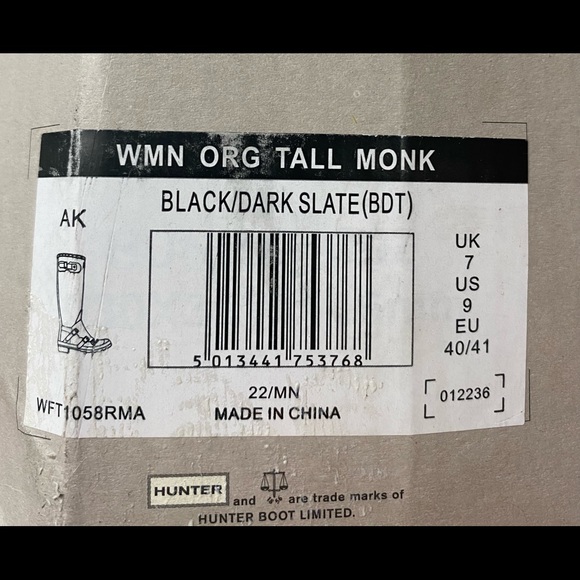 WMN ORG TALL MONK
BLACK/DARK SLATE(BDT)
AK
UK
7
US
9
EU
40/41
5 013441 753768
22/MN
MADE IN CHINA
WFT1058RMA
012236
HUNTER and are trade marks of
HUNTER BOOT LIMITED.